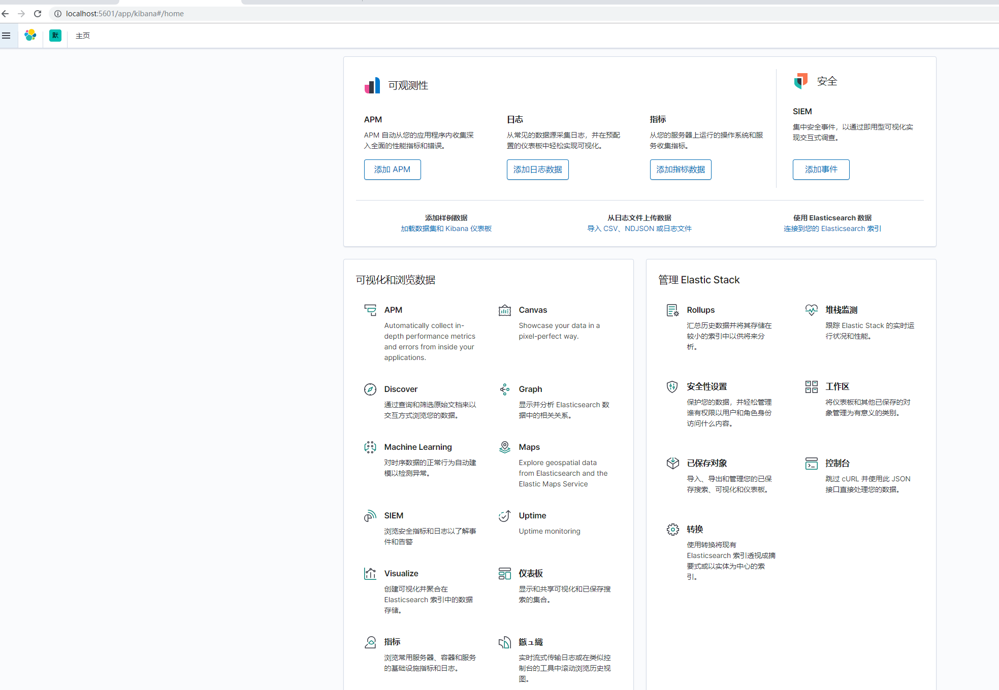 localhost:5601/app/kibana#/home
默
主页
可观测性
安全
APM
APM 自动从您的应用程序内收集深
入全面的性能指标和错误。
添加 APM
日志
从常见的数据源采集日志，并在预配
置的仪表板中轻松实现可视化。
添加日志数据
指标
从您的服务器上运行的操作系统和服
务收集指标。
添加指标数据
SIEM
集中安全事件，以通过即用型可视化实
现交互式调查。
添加事件
添加样例数据
加载数据集和 Kibana 仪表板
从日志文件上传数据
导入 CSV、NDJSON 或日志文件
使用 Elasticsearch 数据
连接到您的 Elasticsearch 索引
可视化和浏览数据
APM
Automatically collect in-
depth performance metrics
and errors from inside your
applications.
Canvas
Showcase your data in a
pixel-perfect way.
Discover
通过查询和筛选原始文档来以
交互方式浏览您的数据。
Graph
显示并分析 Elasticsearch 数
据中的相关关系。
Machine Learning
对时序数据的正常行为自动建
模以检测异常。
Maps
Explore geospatial data
from Elasticsearch and the
Elastic Maps Service
SIEM
浏览安全指标和日志以了解事
件和告警
Uptime
Uptime monitoring
Visualize
创建可视化并聚合在
Elasticsearch 索引中的数据
存储。
仪表板
显示和共享可视化和已保存搜
索的集合。
指标
浏览常用服务器、容器和服务
的基础设施指标和日志。
鏃ュ織
实时流式传输日志或在类似控
制台的工具中滚动浏览历史视
图。
管理 Elastic Stack
Rollups
汇总历史数据并将其存储在
较小的索引中以供将来分
析。
堆栈监测
跟踪 Elastic Stack 的实时运
行状况和性能。
安全性设置
保护您的数据，并轻松管理
谁有权限以用户和角色身份
访问什么内容。
工作区
将仪表板和其他已保存的对
象管理为有意义的类别。
已保存对象
导入、导出和管理您的已保
存搜索、可视化和仪表板。
控制台
跳过 cURL 并使用此 JSON
接口直接处理您的数据。
转换
使用转换将现有
Elasticsearch 索引透视成摘
要式或以实体为中心的索
引。